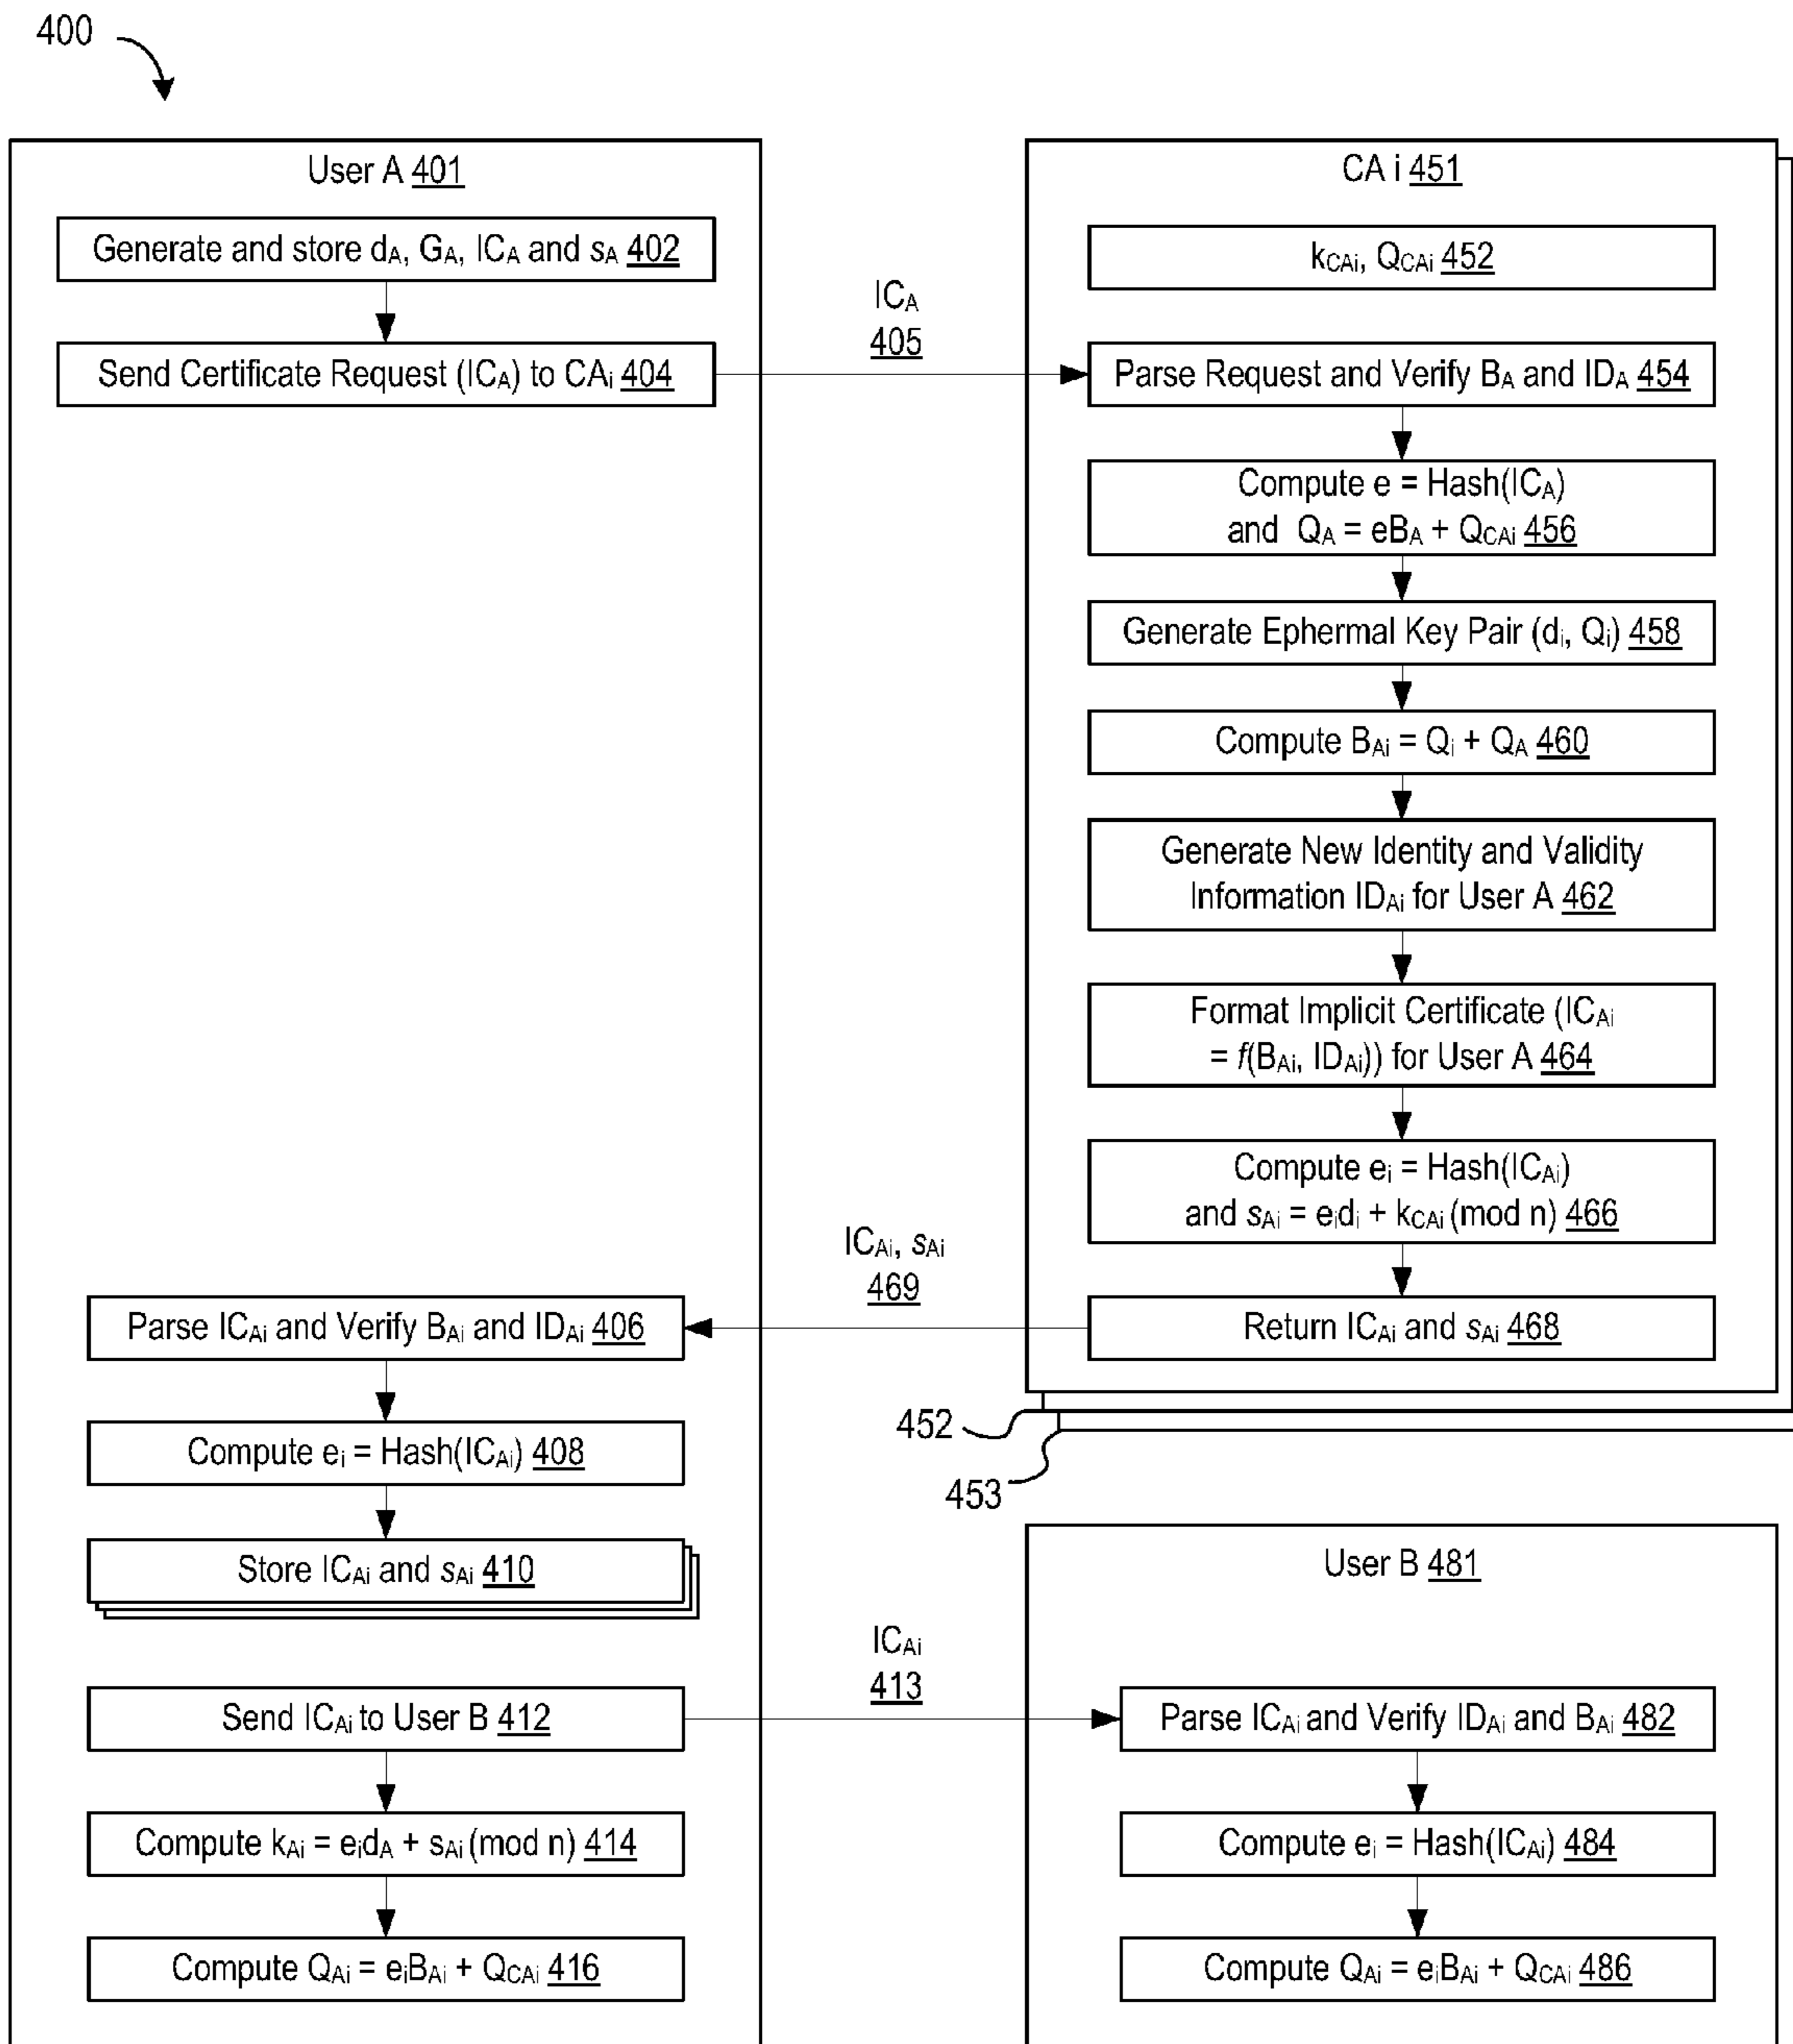 400
User A 401
Generate and store dA, GA, ICA and sA 402
Send Certificate Request (ICA) to CAi 404
ICA
405
CA i 451
kCAi, QCAi 452
Parse Request and Verify BA and IDA 454
Compute e = Hash(ICA)
and QA = eBA + QCAi 456
Generate Ephermal Key Pair (di, Qi) 458
Compute BAi = Qi + QA 460
Generate New Identity and Validity
Information IDAi for User A 462
Format Implicit Certificate (ICAi
= f(BAi, IDAi)) for User A 464
Compute ei = Hash(ICAi)
and sAi = eidi + kCAi (mod n) 466
Return ICAi and sAi 468
ICAi, sAi
469
452
453
Parse ICAi and Verify BAi and IDAi 406
Compute ei = Hash(ICAi) 408
Store ICAi and sAi 410
Send ICAi to User B 412
Compute kAi = eidA + sAi (mod n) 414
Compute QAi = eiBAi + QCAi 416
ICAi
413
User B 481
Parse ICAi and Verify IDAi and BAi 482
Compute ei = Hash(ICAi) 484
Compute QAi = eiBAi + QCAi 486